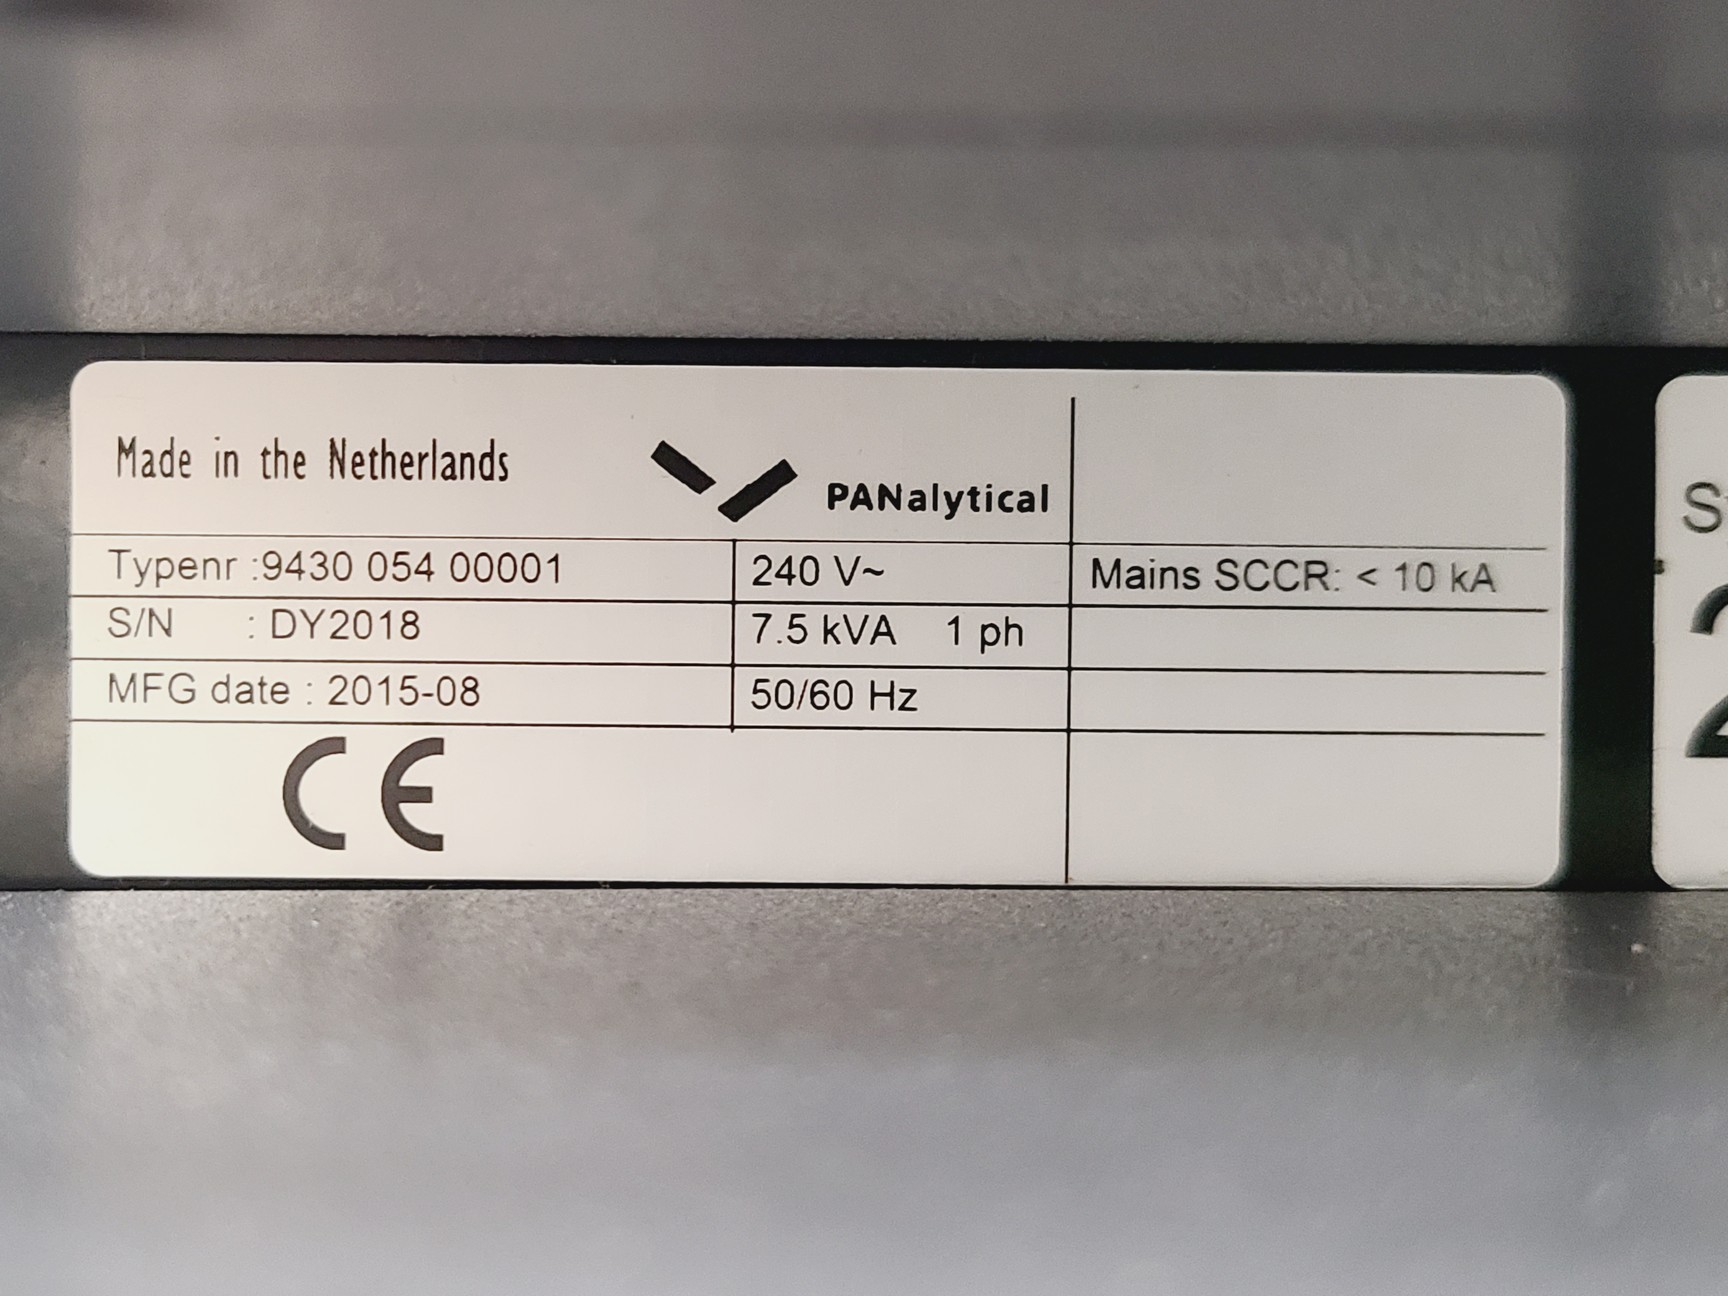 Made in the Netherlands
PANalytical
Typenr :9430 054 00001
240 V~
Mains SCCR: < 10 kA
S/N : DY2018
7.5 kVA 1 ph
MFG date : 2015-08
50/60 Hz
CE